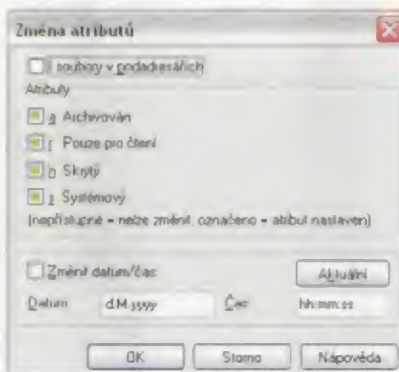 Změna atributů
I soubory v podadresářích
Atributy
a Archivován
r Pouze pro čtení
h Skrytý
s Systémový
(nepřístupné = nelze změnit, označeno = atribut nastaven)
Změnit datum/čas:
Aktuální
Datum d.M.yyyy Čas: hh:mm:ss
OK Storno Nápověda